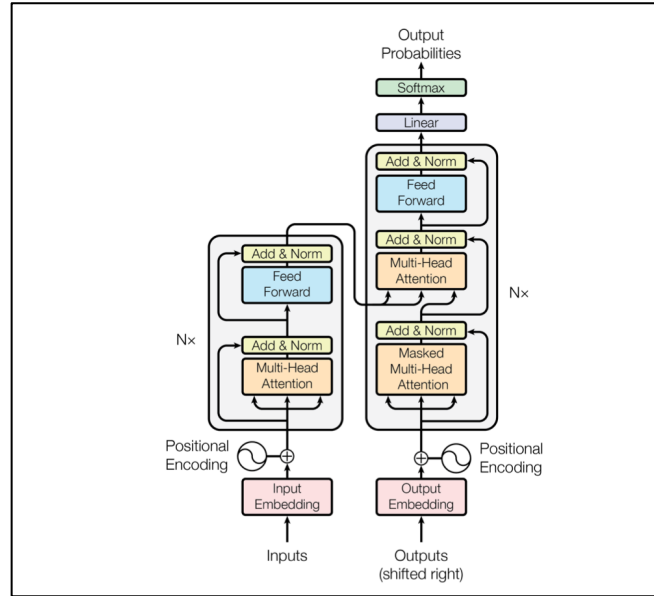 Output
Probabilities
Softmax
Linear
Add & Norm
Feed
Forward
Add & Norm
Multi-Head
Attention
Nx
Add & Norm
Masked
Multi-Head
Attention
Positional
Encoding
Output
Embedding
Outputs
(shifted right)
Add & Norm
Feed
Forward
Nx
Add & Norm
Multi-Head
Attention
Positional
Encoding
Input
Embedding
Inputs